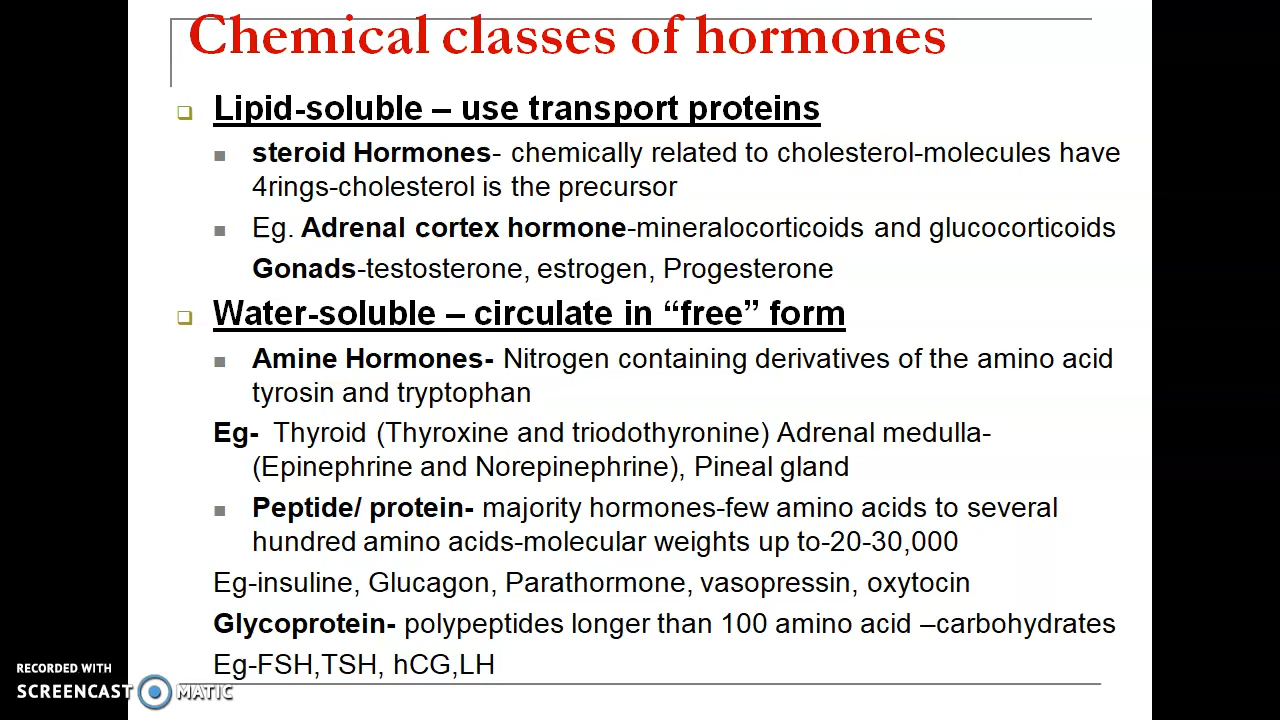 Chemical classes of hormones
Lipid-soluble – use transport proteins
steroid Hormones- chemically related to cholesterol-molecules have
4rings-cholesterol is the precursor
Eg. Adrenal cortex hormone-mineralocorticoids and glucocorticoids
Gonads-testosterone, estrogen, Progesterone
Water-soluble – circulate in “free” form
Amine Hormones- Nitrogen containing derivatives of the amino acid
tyrosin and tryptophan
Eg- Thyroid (Thyroxine and triodothyronine) Adrenal medulla-
(Epinephrine and Norepinephrine), Pineal gland
Peptide/ protein- majority hormones-few amino acids to several
hundred amino acids-molecular weights up to-20-30,000
Eg-insuline, Glucagon, Parathormone, vasopressin, oxytocin
Glycoprotein- polypeptides longer than 100 amino acid –carbohydrates
Eg-FSH,TSH, hCG,LH
RECORDED WITH
SCREENCAST MATIC